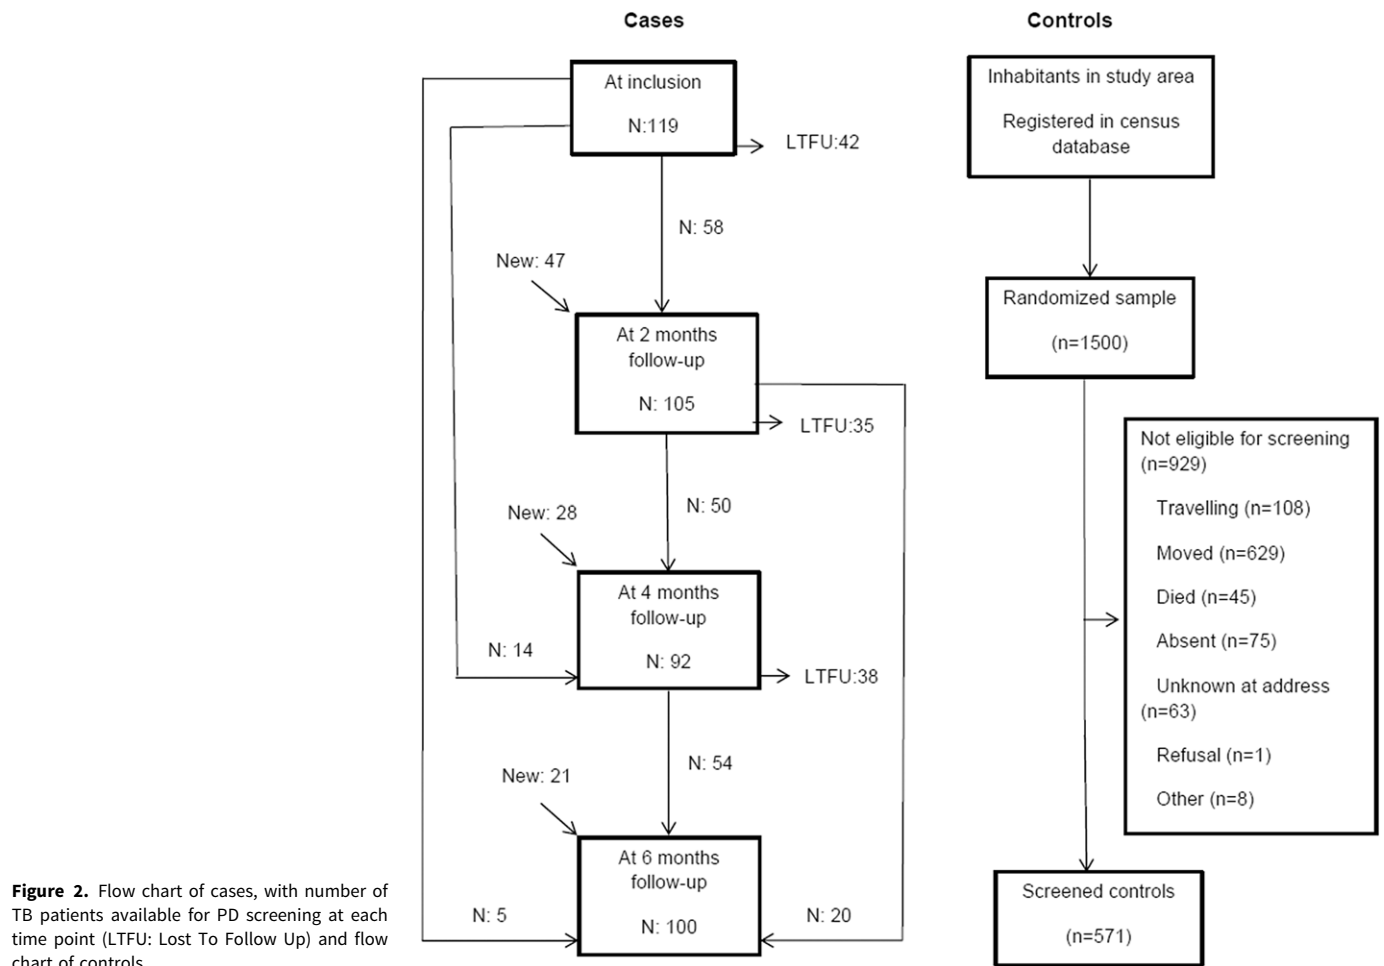 Cases
At inclusion
N:119
LTFU:42
N: 58
New: 47
At 2 months
follow-up
N: 105
LTFU:35
New: 28
N: 50
At 4 months
follow-up
N: 92
N: 14
LTFU:38
New: 21
N: 54
At 6 months
follow-up
N: 100
N: 5
N: 20
Controls
Inhabitants in study area
Registered in census
database
Randomized sample
(n=1500)
Not eligible for screening
(n=929)
Travelling (n=108)
Moved (n=629)
Died (n=45)
Absent (n=75)
Unknown at address
(n=63)
Refusal (n=1)
Other (n=8)
Screened controls
(n=571)
Figure 2. Flow chart of cases, with number of
TB patients available for PD screening at each
time point (LTFU: Lost To Follow Up) and flow
chart of controls